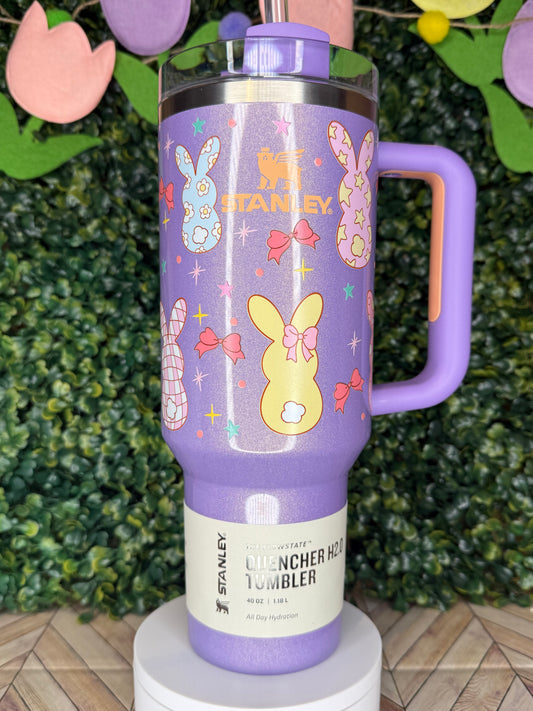 STANLEY®
STANLEY
QUENCHER H2.0
TUMBLER
40 OZ | 1.18 L
All Day Hydration